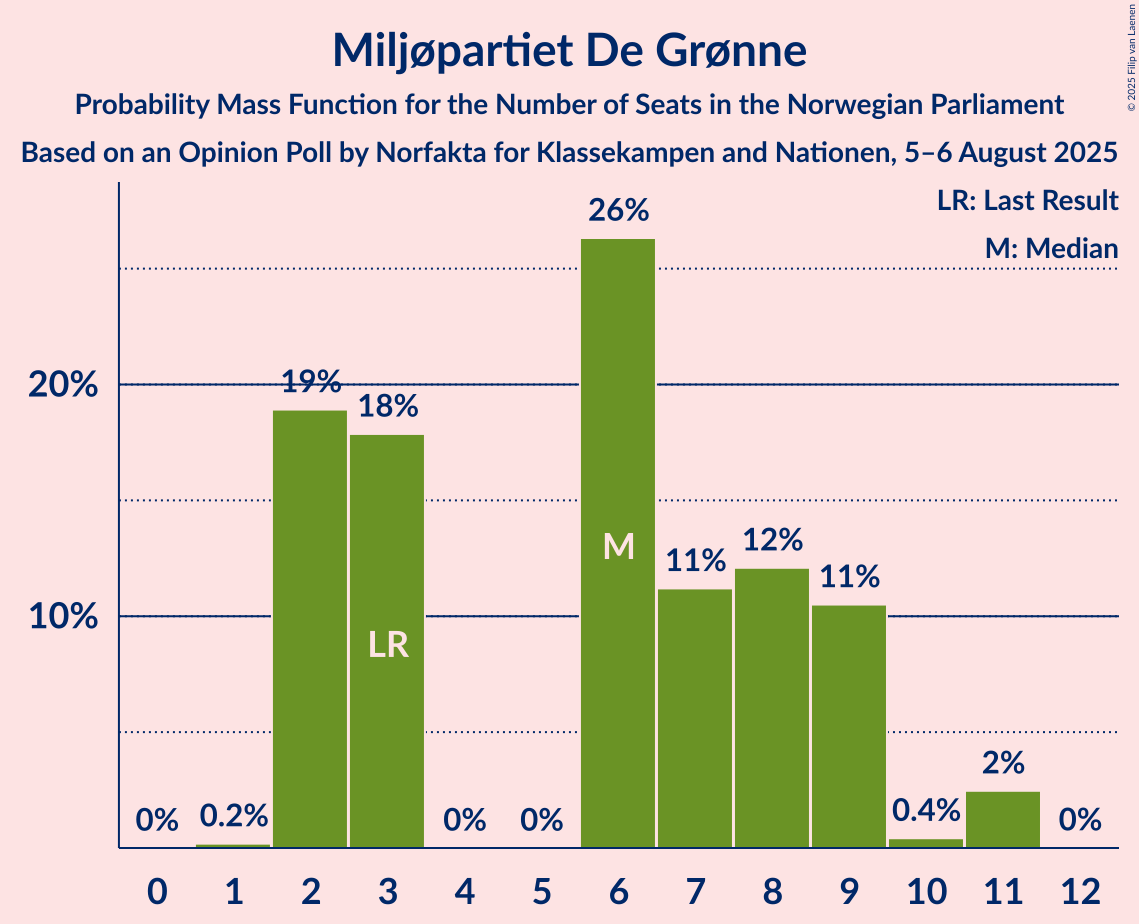 Miljøpartiet De Grønne
Probability Mass Function for the Number of Seats in the Norwegian Parliament
Based on an Opinion Poll by Norfakta for Klassekampen and Nationen, 5–6 August 2025
© 2025 Filip van Laenen
LR: Last Result
M: Median
26%
20%
19%
18%
M
12%
11%
11%
10%
LR
2%
0%
0.2%
0%
0%
0.4%
0%
0 1 2 3 4 5 6 7 8 9 10 11 12